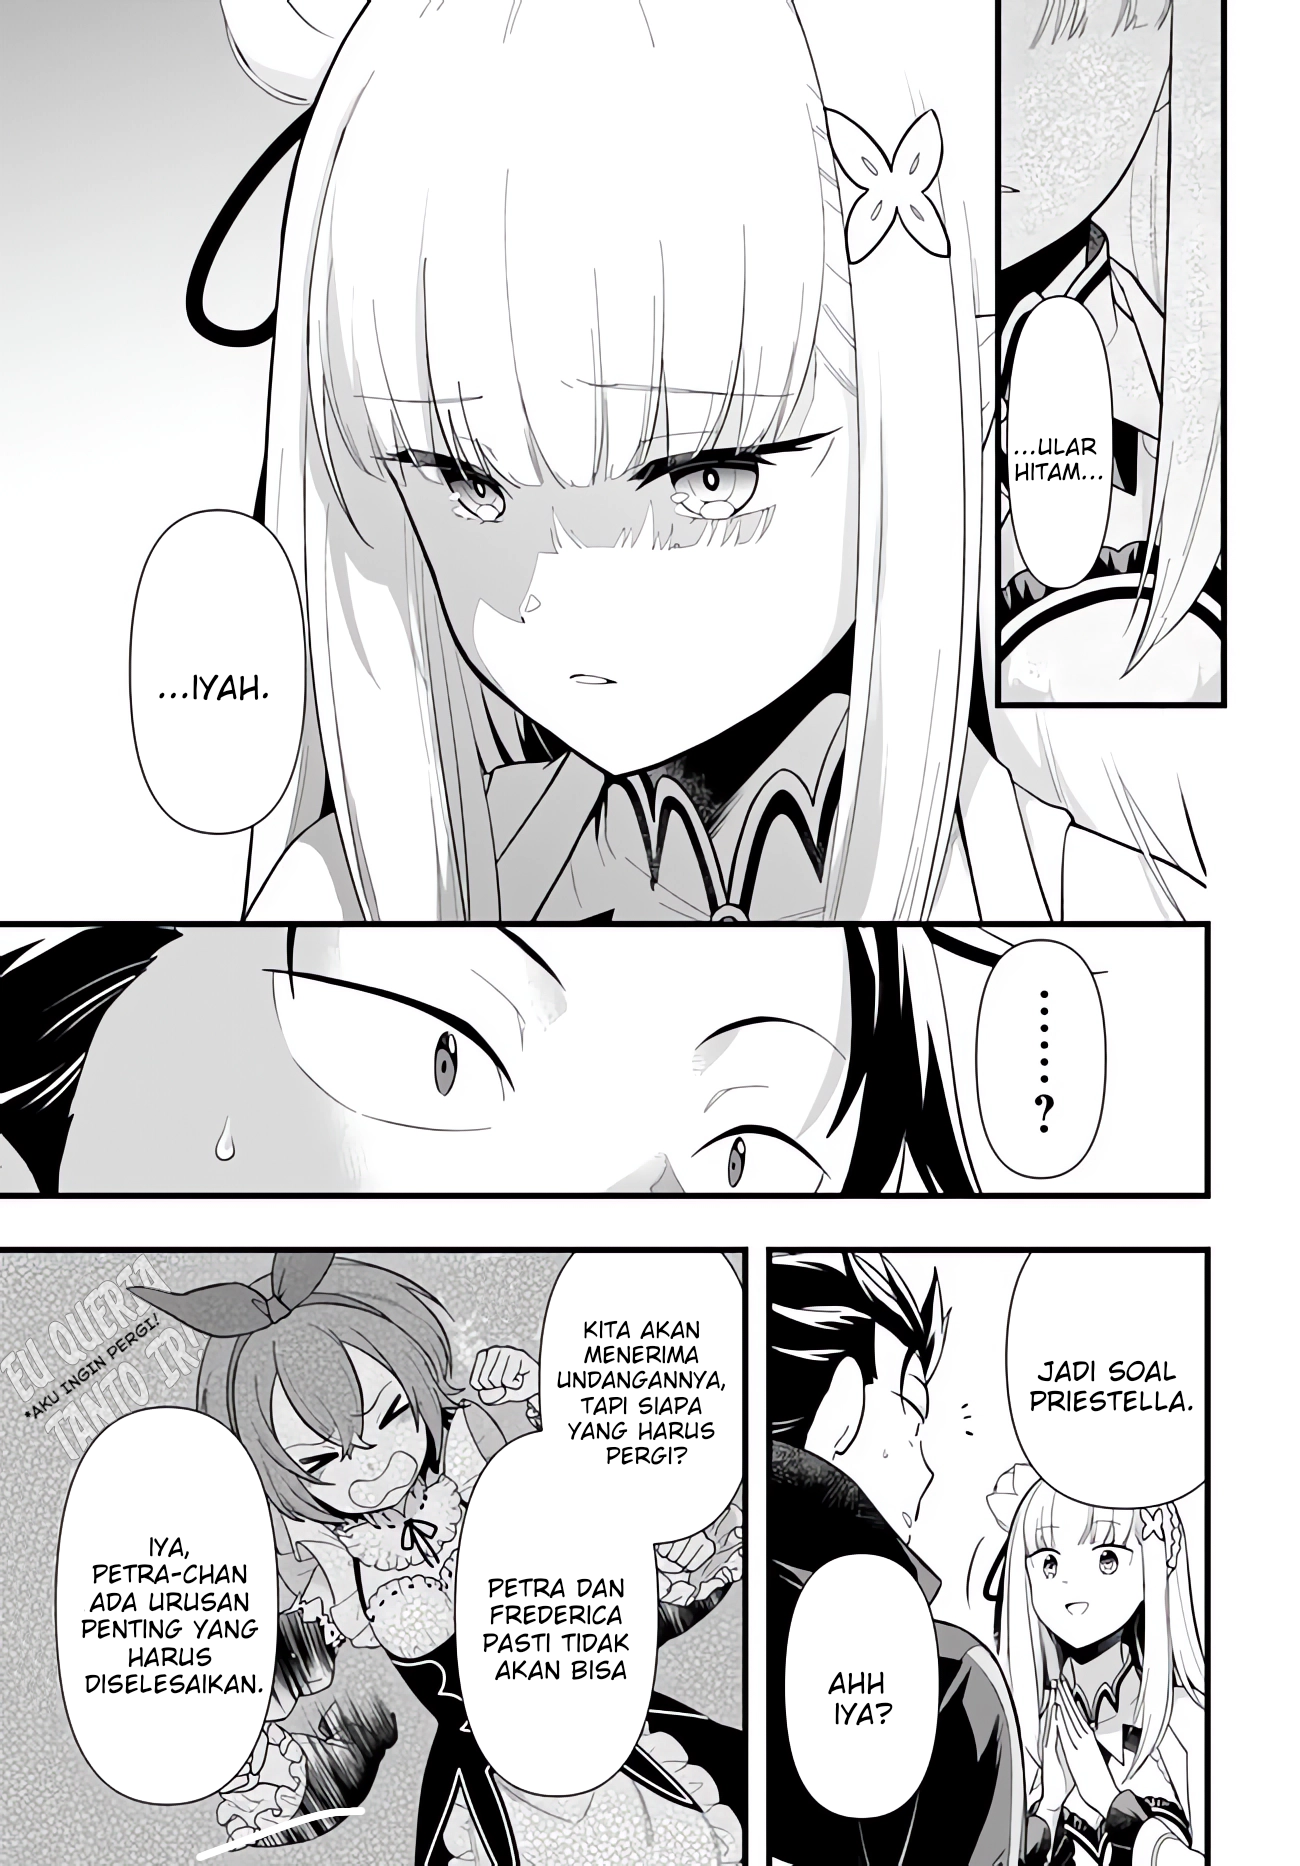 ...ULAR
HITAM...
...IYAH.
.......?
JADI SOAL
PRIESTELLA.
AHH
IYA?
KITA AKAN
MENERIMA
UNDANGANNYA,
TAPI SIAPA
YANG HARUS
PERGI?
PETRA DAN
FREDERICA
PASTI TIDAK
AKAN BISA
EU QUERIA
TANTO IR!
*AKU INGIN PERGI!
IYA,
PETRA-CHAN
ADA URUSAN
PENTING YANG
HARUS
DISELESAIKAN.